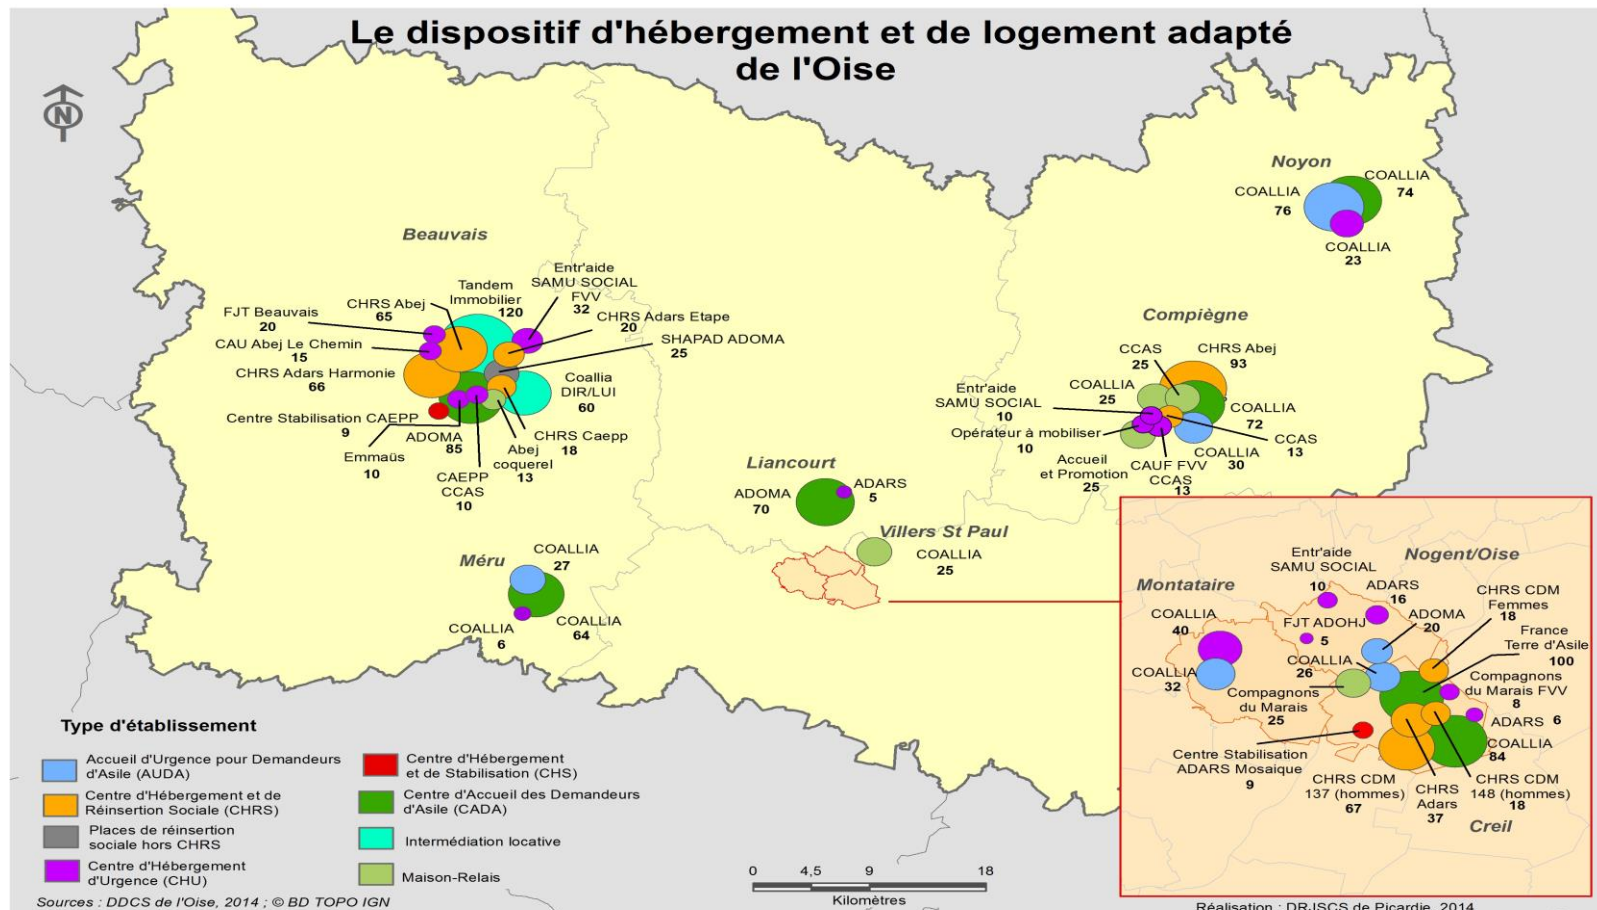 Le dispositif d'hébergement et de logement adapté
de l'Oise
N
Noyon
COALLIA
74
COALLIA
76
COALLIA
23
Beauvais
Entr'aide
SAMU SOCIAL
FVV
32
Tandem
Immobilier
120
CHRS Abej
65
FJT Beauvais
20
CHRS Adars Etape
20
CAU Abej Le Chemin
15
SHAPAD ADOMA
25
CHRS Adars Harmonie
66
Coallia
DIR/LUI
60
Centre Stabilisation CAEPP
9
ADOMA
85
Emmaüs
10
CAEPP
CCAS
10
Abej
coquerel
13
CHRS Caepp
18
Compiègne
CCAS
25
CHRS Abej
93
COALLIA
25
Entr'aide
SAMU SOCIAL
10
COALLIA
72
Opérateur à mobiliser
10
CCAS
13
COALLIA
30
Accueil
et Promotion
25
CAUF FVV
CCAS
13
Liancourt
ADOMA
70
ADARS
5
Villers St Paul
COALLIA
25
Méru
COALLIA
27
COALLIA
64
COALLIA
6
Entr'aide
SAMU SOCIAL
10
Nogent/Oise
Montataire
ADARS
16
CHRS CDM
Femmes
18
COALLIA
40
FJT ADOHJ
5
ADOMA
20
France
Terre d'Asile
100
COALLIA
26
COALLIA
32
Compagnons
du Marais
25
Compagnons
du Marais FVV
8
ADARS 6
COALLIA
84
Centre Stabilisation
ADARS Mosaique
9
CHRS CDM
137 (hommes)
67
CHRS
Adars
37
CHRS CDM
148 (hommes)
18
Creil
Type d'établissement
Accueil d'Urgence pour Demandeurs
d'Asile (AUDA)
Centre d'Hébergement et de
Réinsertion Sociale (CHRS)
Places de réinsertion
sociale hors CHRS
Centre d'Hébergement
d'Urgence (CHU)
Centre d'Hébergement
et de Stabilisation (CHS)
Centre d'Accueil des Demandeurs
d'Asile (CADA)
Intermédiation locative
Maison-Relais
0 4,5 9 18
Kilomètres
Sources : DDCS de l'Oise, 2014 ; © BD TOPO IGN
Réalisation : DRJSCS de Picardie, 2014